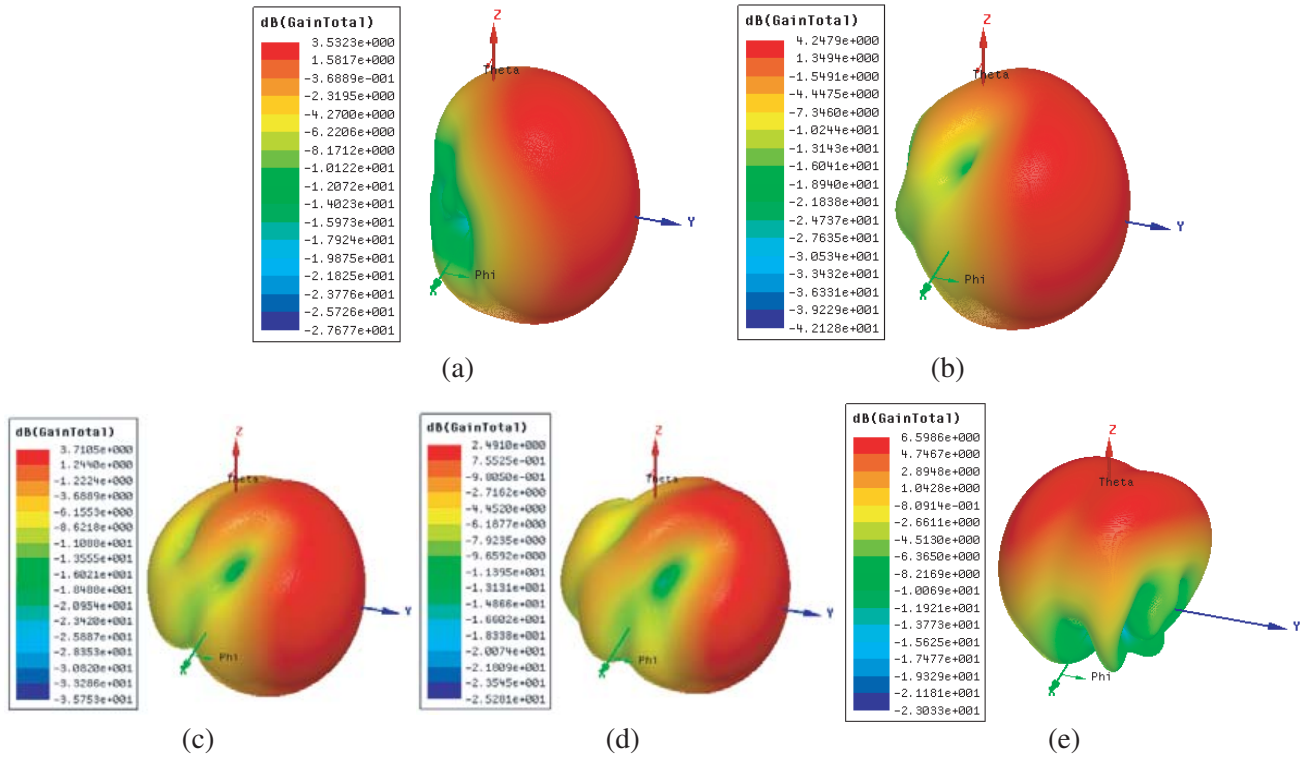 dB(GainTotal)
3.5323e+000
1.5817e+000
-3.6889e-001
-2.3195e+000
-4.2700e+000
-6.2206e+000
-8.1712e+000
-1.0122e+001
-1.2072e+001
-1.4023e+001
-1.5973e+001
-1.7924e+001
-1.9875e+001
-2.1825e+001
-2.3776e+001
-2.5726e+001
-2.7677e+001
Z
Theta
Y
Phi
X
(a)
dB(GainTotal)
4.2479e+000
1.3494e+000
-1.5491e+000
-4.4475e+000
-7.3460e+000
-1.0244e+001
-1.3143e+001
-1.6041e+001
-1.8940e+001
-2.1838e+001
-2.4737e+001
-2.7635e+001
-3.0534e+001
-3.3432e+001
-3.6331e+001
-3.9229e+001
-4.2128e+001
Z
Theta
Y
Phi
X
(b)
dB(GainTotal)
3.7105e+000
1.2440e+000
-1.2224e+000
-3.6889e+000
-6.1553e+000
-8.6218e+000
-1.1088e+001
-1.3555e+001
-1.6021e+001
-1.8488e+001
-2.0954e+001
-2.3420e+001
-2.5887e+001
-2.8353e+001
-3.0820e+001
-3.3286e+001
-3.5753e+001
Z
Theta
Y
Phi
X
(c)
dB(GainTotal)
2.4910e+000
7.5525e-001
-9.8050e-001
-2.7162e+000
-4.4520e+000
-6.1877e+000
-7.9235e+000
-9.6592e+000
-1.1395e+001
-1.3131e+001
-1.4866e+001
-1.6602e+001
-1.8338e+001
-2.0074e+001
-2.1809e+001
-2.3545e+001
-2.5281e+001
Z
Theta
Y
Phi
X
(d)
dB(GainTotal)
6.5986e+000
4.7467e+000
2.8948e+000
1.0428e+000
-8.0914e-001
-2.6611e+000
-4.5130e+000
-6.3650e+000
-8.2169e+000
-1.0069e+001
-1.1921e+001
-1.3773e+001
-1.5625e+001
-1.7477e+001
-1.9329e+001
-2.1181e+001
-2.3033e+001
Z
Theta
Y
Phi
X
(e)